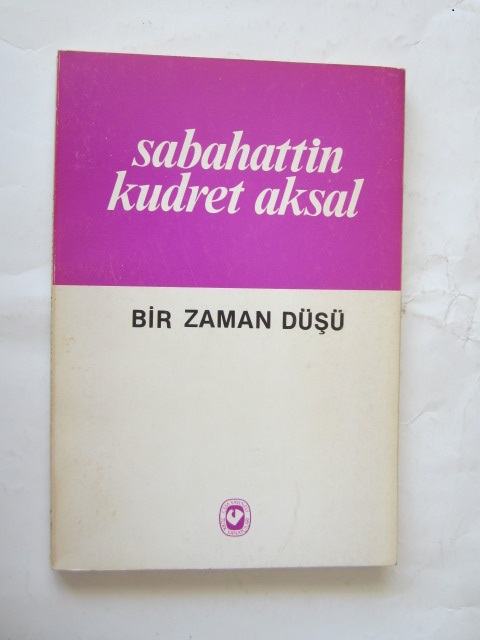 sabahattin
kudret aksal
BİR ZAMAN DÜŞÜ